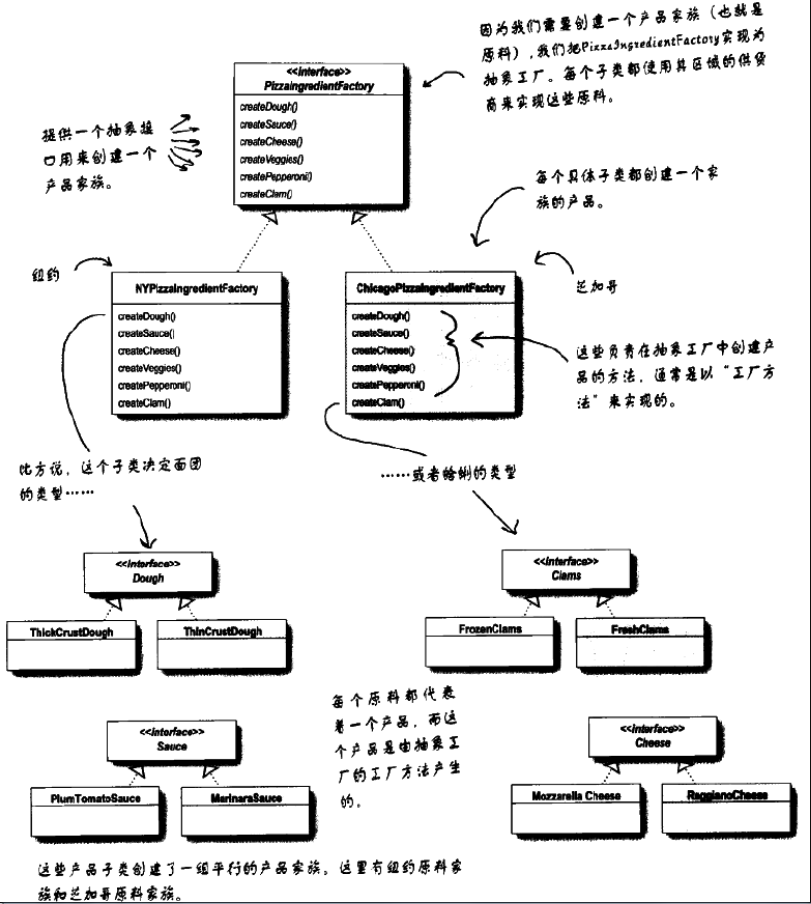 因为我们需要创建一个产品家族（也就是
原料），我们把PizzaIngredientFactory实现为
抽象工厂。每个子类都使用其区域的供货
商来实现这些原料。
<<interface>>
PizzaIngredientFactory
createDough()
createSauce()
createCheese()
createVeggies()
createPepperoni()
createClam()
提供一个抽象接
口用来创建一个
产品家族。
每个具体子类都创建一个家
族的产品。
纽约
NYPizzaIngredientFactory
createDough()
createSauce()
createCheese()
createVeggies()
createPepperoni()
createClam()
ChicagoPizzaIngredientFactory
createDough()
createSauce()
createCheese()
createVeggies()
createPepperoni()
createClam()
芝加哥
这些负责在抽象工厂中创建产
品的方法，通常是以“工厂方
法”来实现的。
比方说，这个子类决定面团
的类型……
……或者蛤蜊的类型
<<interface>>
Dough
ThickCrustDough
ThinCrustDough
<<interface>>
Clams
FrozenClams
FreshClams
每个原料都代表
着一个产品，而这
个产品是由抽象工
厂的工厂方法产生
的。
<<interface>>
Sauce
PlumTomatoSauce
MarinaraSauce
<<interface>>
Cheese
Mozzarella Cheese
ReggianoCheese
这些产品子类创建了一组平行的产品家族。这里有纽约原料家
族和芝加哥原料家族。